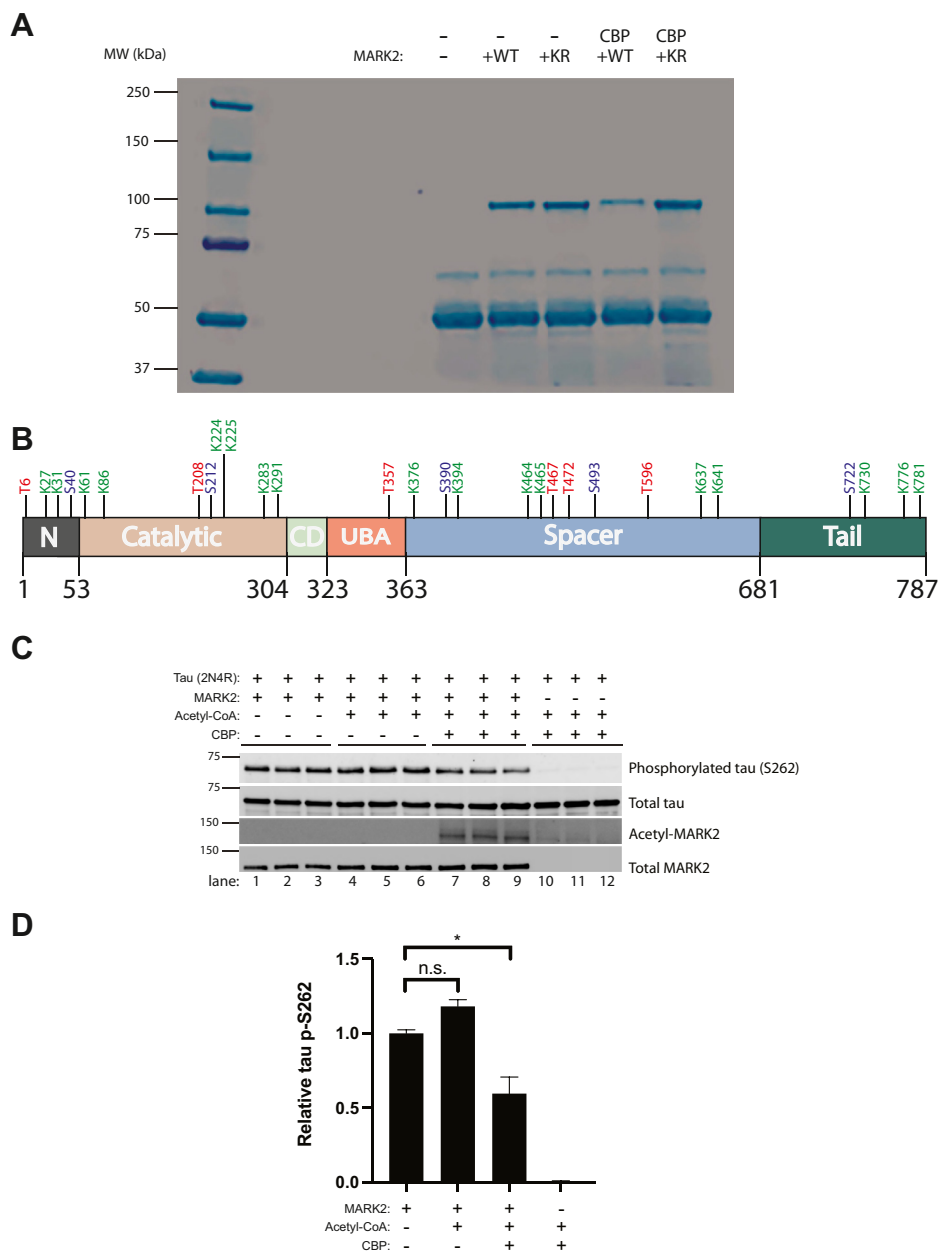 A
– – – CBP CBP
MW (kDa) MARK2: – +WT +KR +WT +KR
250
150
100
75
50
37
B
K224 K225
T6 K27 K31 S40 K61 K86 T208 S212 K283 K291 T357 K376 S390 K394 K464 K465 T467 T472 S493 T596 K637 K641 S722 K730 K776 K781
N Catalytic CD UBA Spacer Tail
1 53 304 323 363 681 787
C
Tau (2N4R): + + + + + + + + + + + +
MARK2: + + + + + + + + + - - -
Acetyl-CoA: - - - + + + + + + + + +
CBP: - - - - - - + + + + + +
75 Phosphorylated tau (S262)
75 Total tau
150 Acetyl-MARK2
150 Total MARK2
lane: 1 2 3 4 5 6 7 8 9 10 11 12
D
*
n.s.
1.5
1.0
0.5
0.0
Relative tau p-S262
MARK2: + + + -
Acetyl-CoA: - + + +
CBP: - - + +